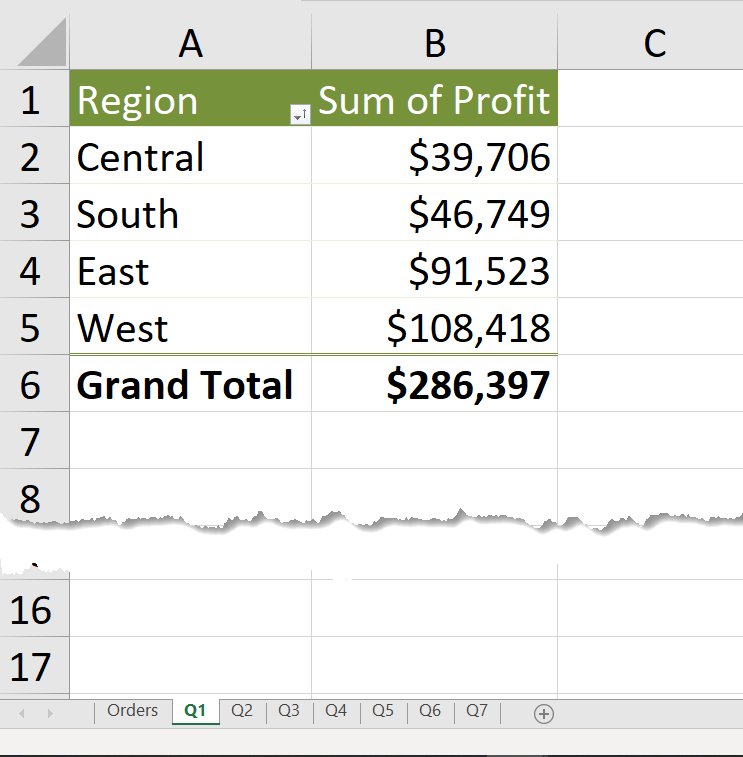 A B C
1 Region Sum of Profit
2 Central $39,706
3 South $46,749
4 East $91,523
5 West $108,418
6 Grand Total $286,397
7
8
16
17
Orders Q1 Q2 Q3 Q4 Q5 Q6 Q7